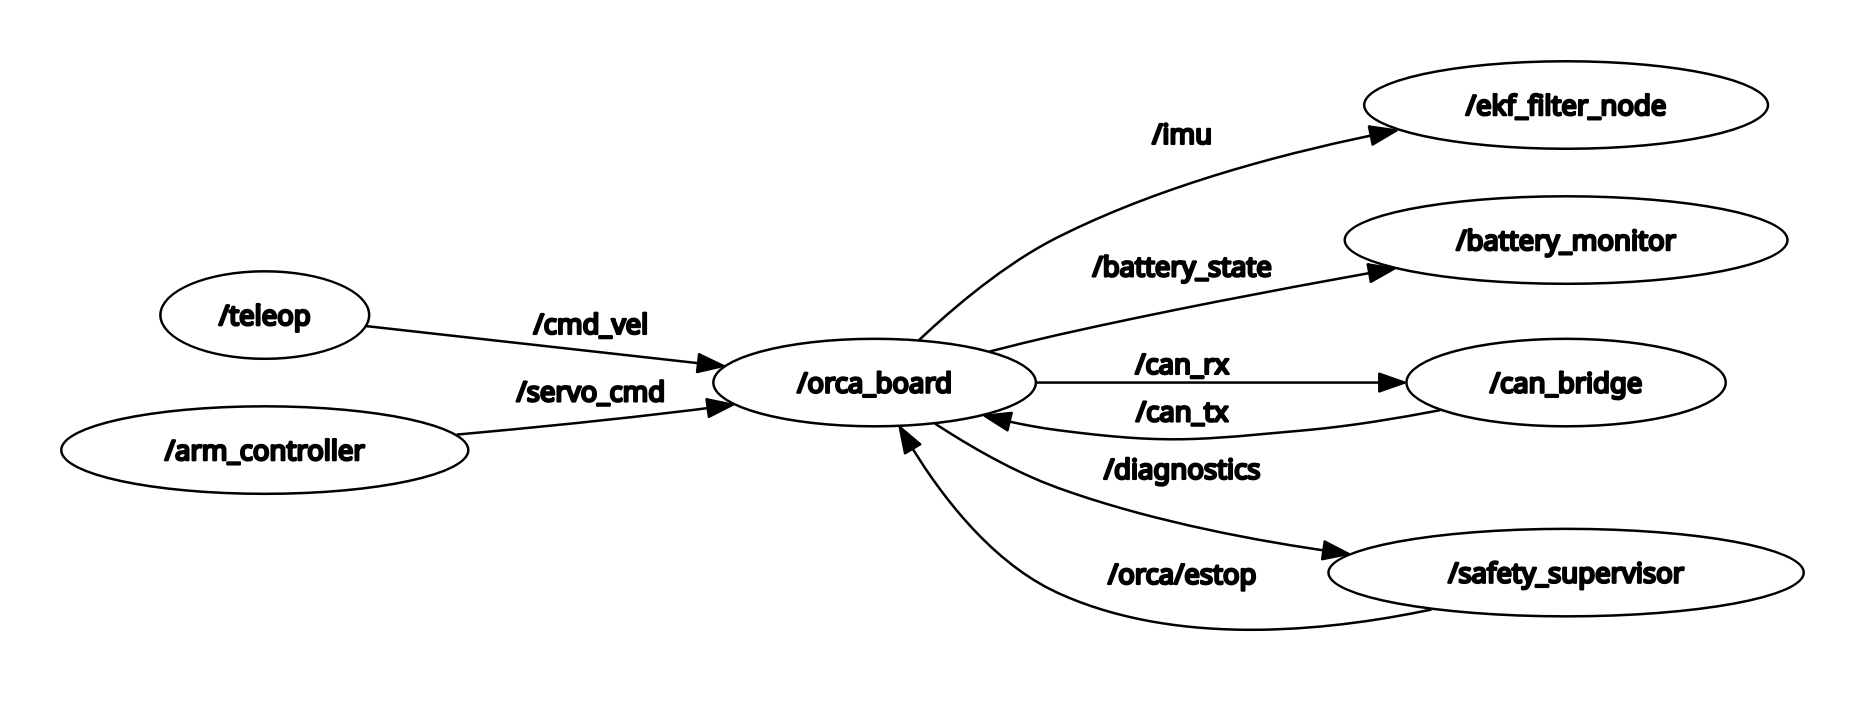 /ekf_filter_node
/imu
/battery_monitor
/battery_state
/teleop
/cmd_vel
/can_rx
/orca_board
/can_bridge
/servo_cmd
/can_tx
/arm_controller
/diagnostics
/orca/estop
/safety_supervisor